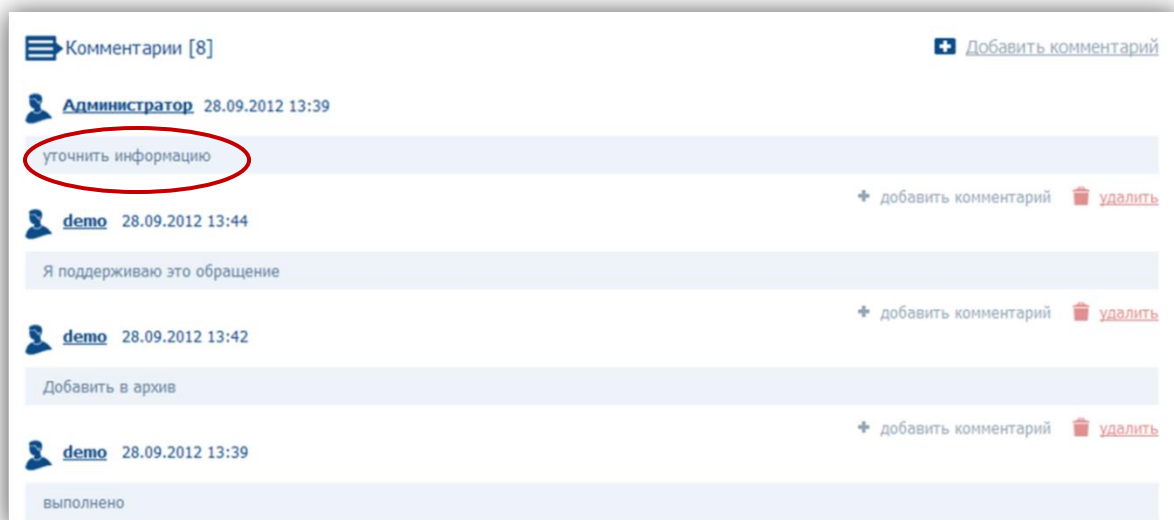 Комментарии [8] Добавить комментарий
Администратор 28.09.2012 13:39
уточнить информацию
добавить комментарий удалить
demo 28.09.2012 13:44
Я поддерживаю это обращение
добавить комментарий удалить
demo 28.09.2012 13:42
Добавить в архив
добавить комментарий удалить
demo 28.09.2012 13:39
выполнено